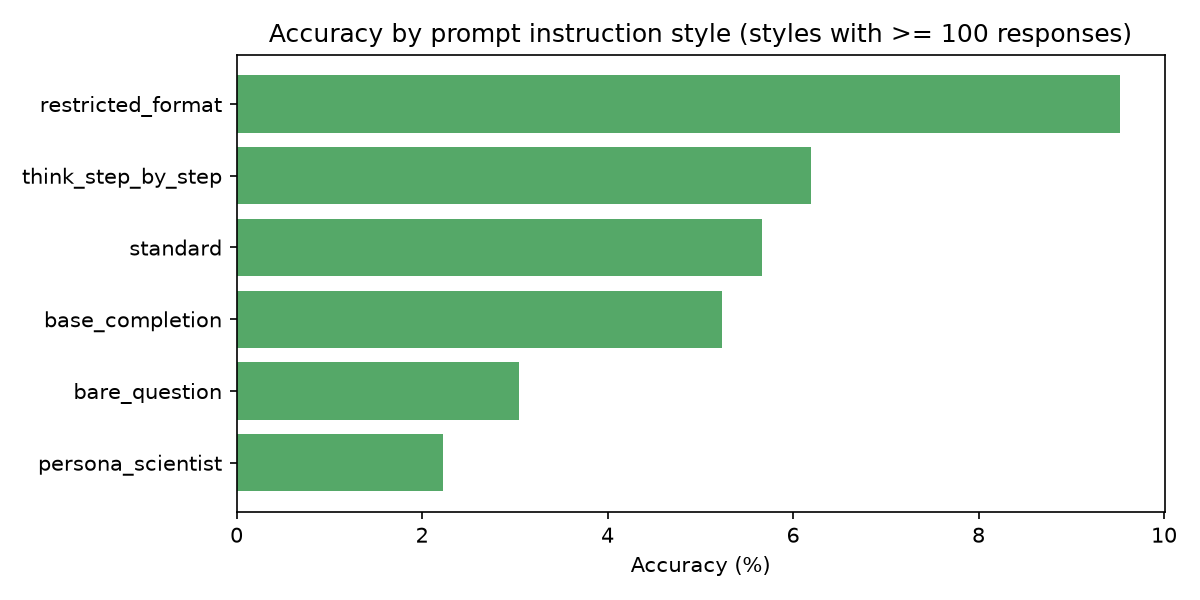 Accuracy by prompt instruction style (styles with >= 100 responses)
restricted_format
think_step_by_step
standard
base_completion
bare_question
persona_scientist
0 2 4 6 8 10
Accuracy (%)